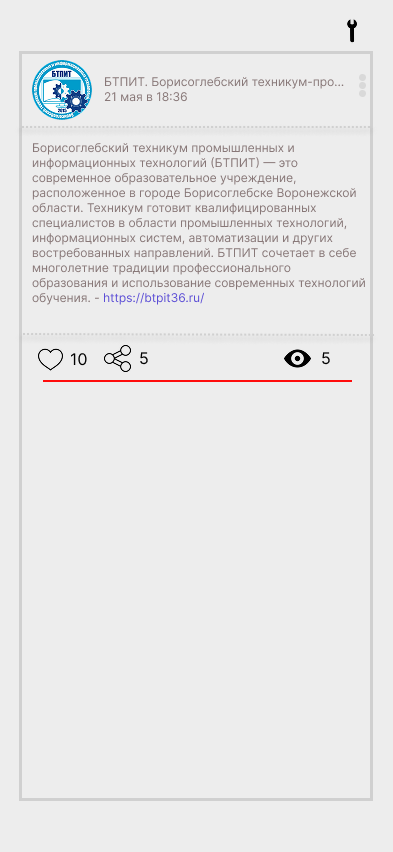 БТПИТ
2015
БТПИТ. Борисоглебский техникум-про...
21 мая в 18:36
Борисоглебский техникум промышленных и
информационных технологий (БТПИТ) — это
современное образовательное учреждение,
расположенное в городе Борисоглебске Воронежской
области. Техникум готовит квалифицированных
специалистов в области промышленных технологий,
информационных систем, автоматизации и других
востребованных направлений. БТПИТ сочетает в себе
многолетние традиции профессионального
образования и использование современных технологий
обучения. - https://btpit36.ru/
10 5 5